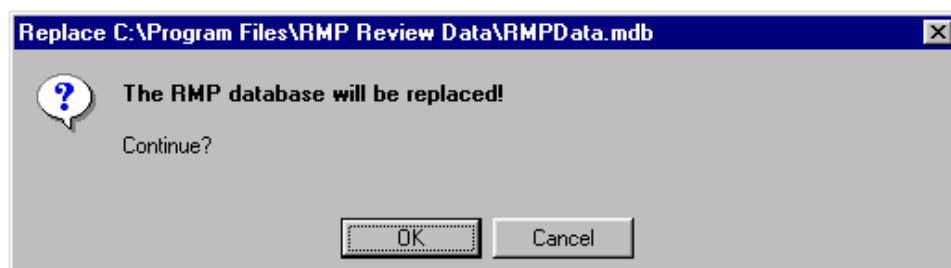 Replace C:\Program Files\RMP Review Data\RMPData.mdb
The RMP database will be replaced!
Continue?
OK Cancel